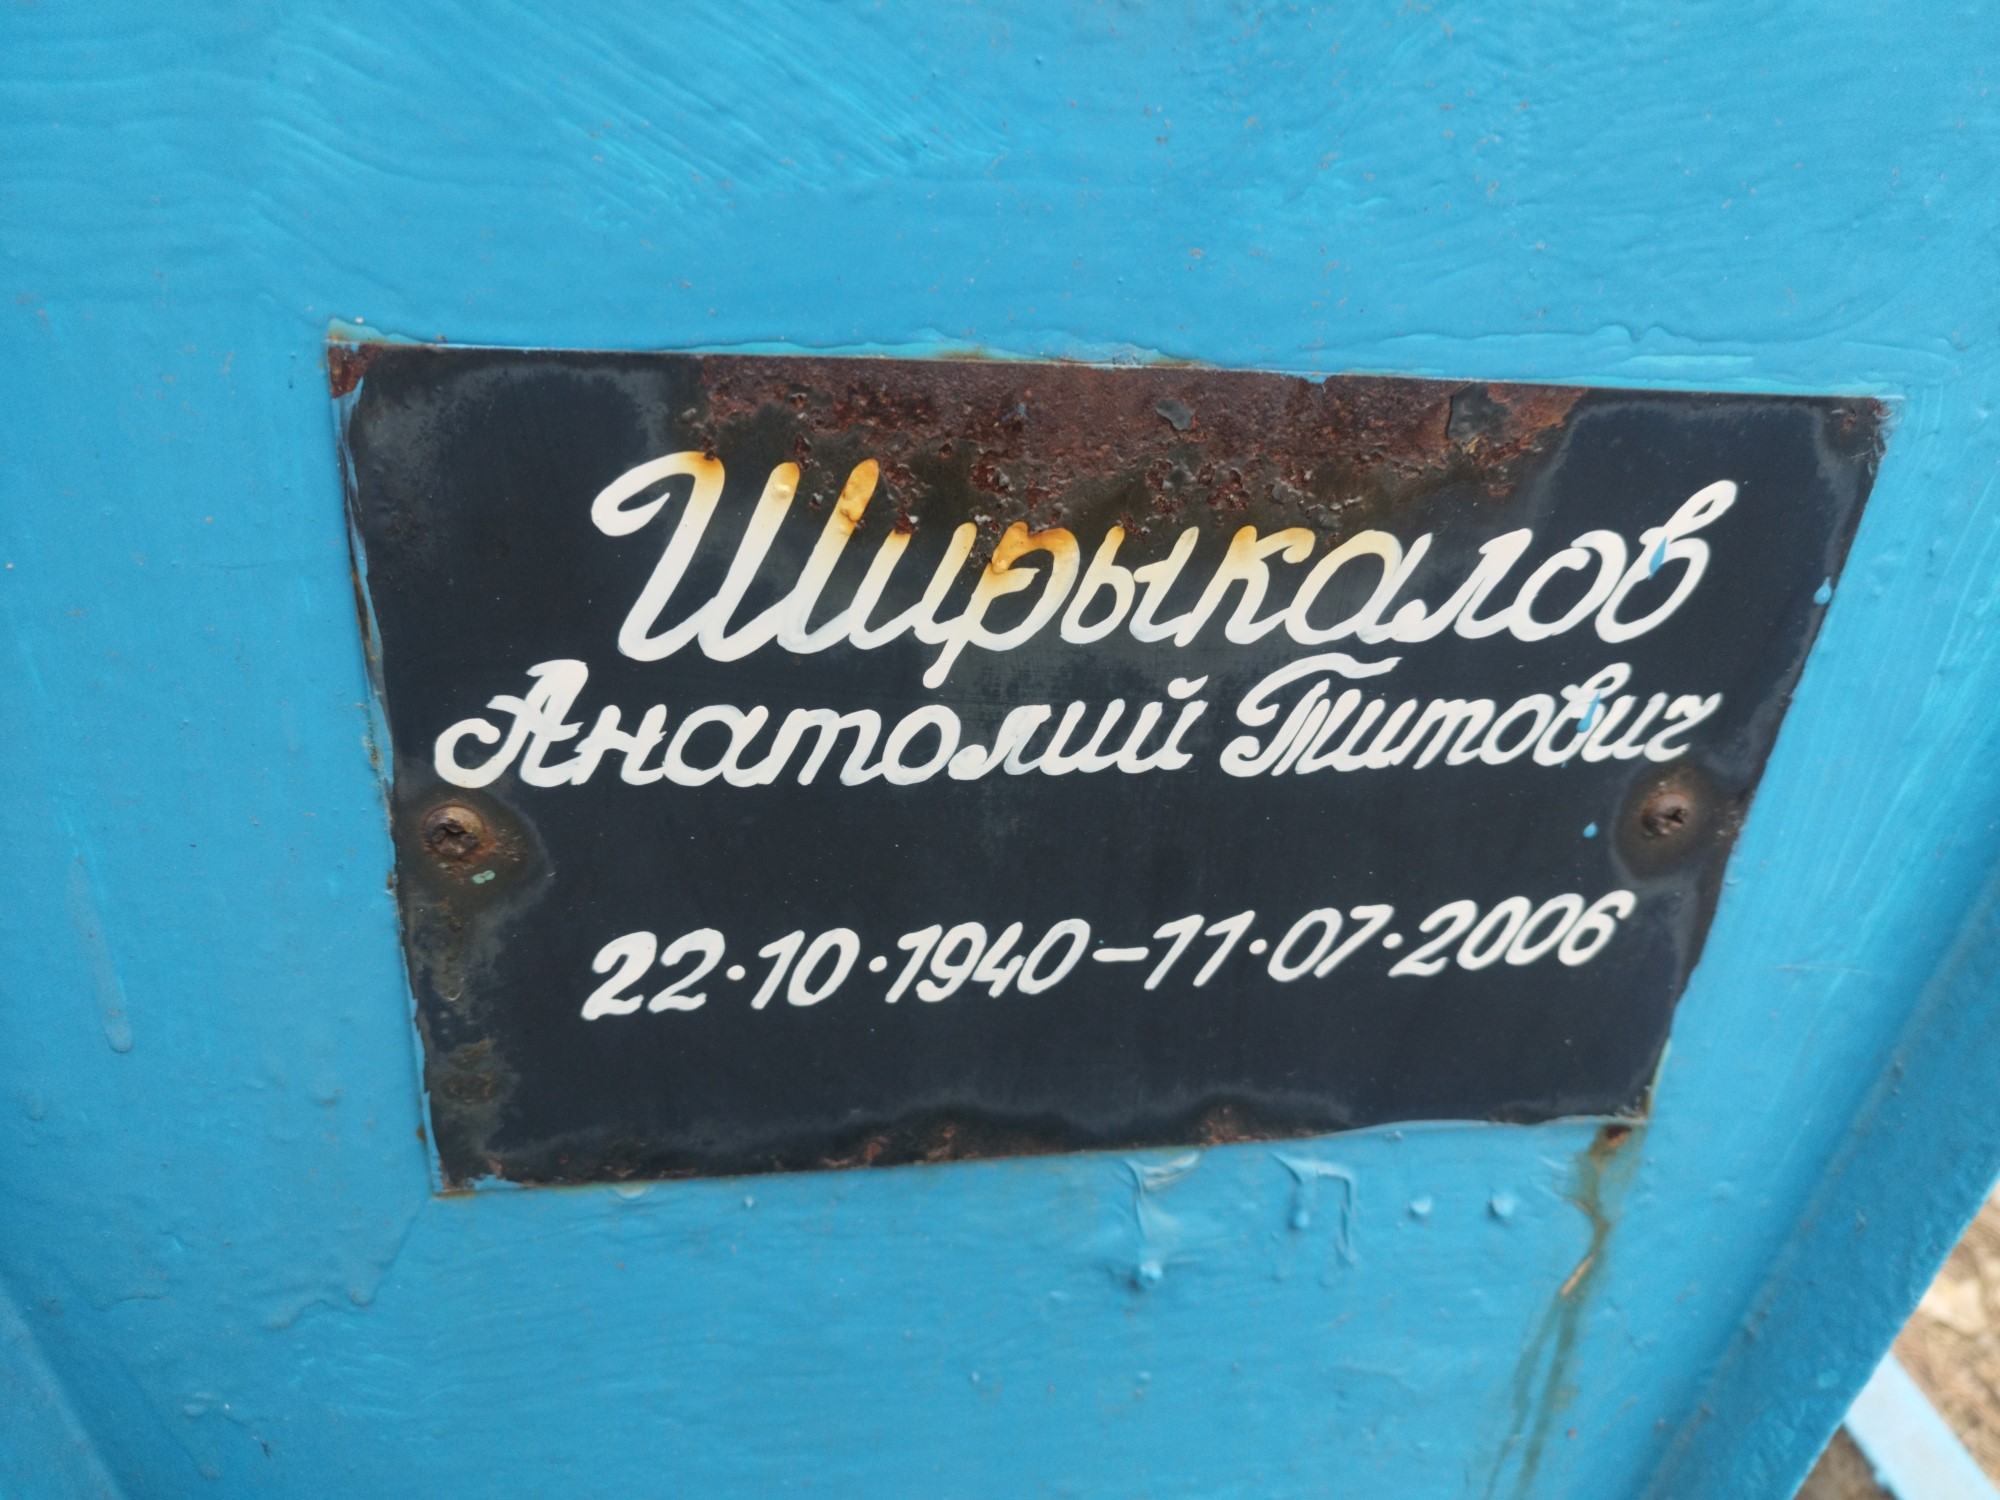 Ширыкалов
Анатолий Титович
22·10·1940–11·07·2006